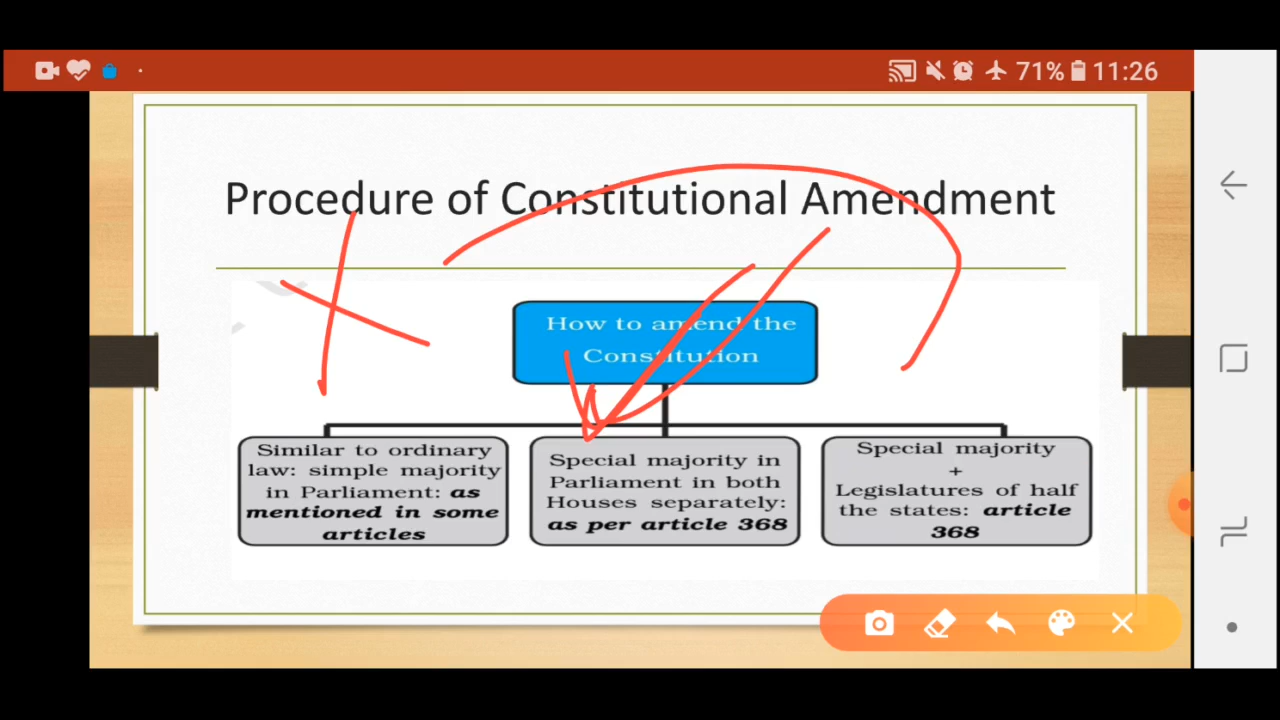 71% 11:26
Procedure of Constitutional Amendment
How to amend the
Constitution
Similar to ordinary
law: simple majority
in Parliament: as
mentioned in some
articles
Special majority in
Parliament in both
Houses separately:
as per article 368
Special majority
+
Legislatures of half
the states: article
368